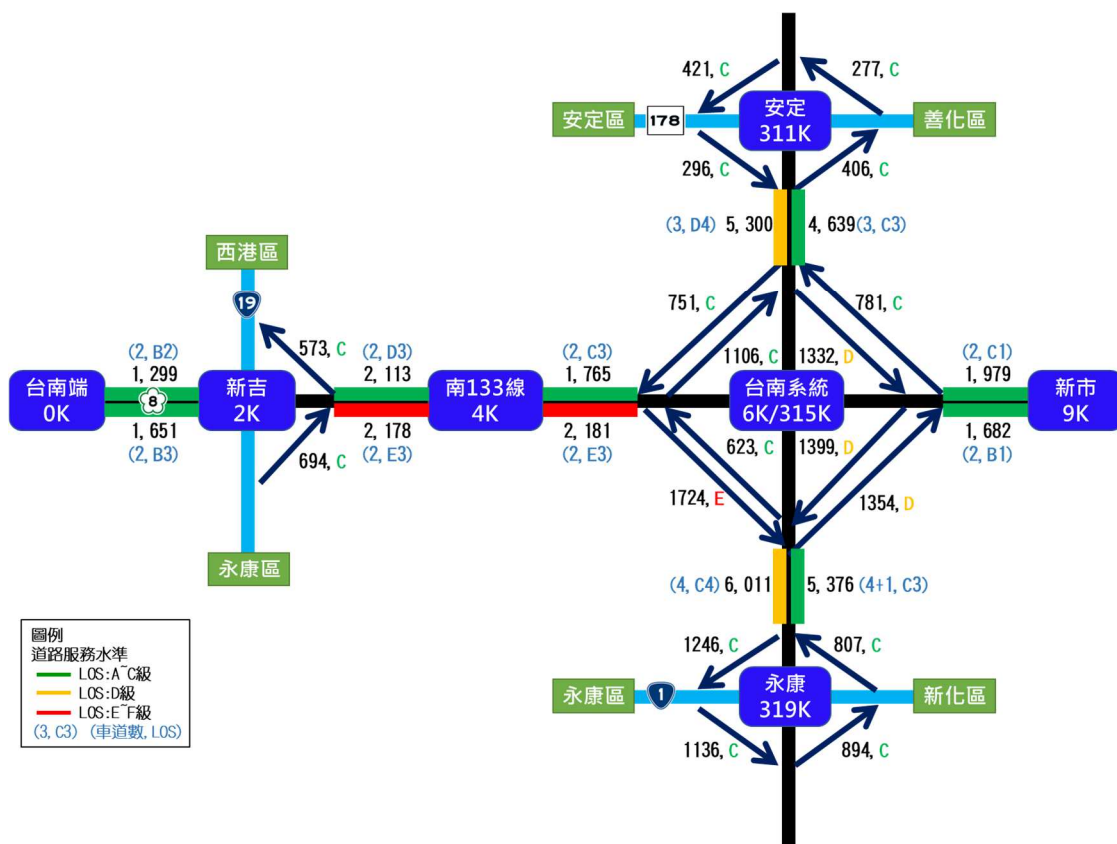 421, C
277, C
安定區
178
安定
311K
善化區
296, C
406, C
(3, D4) 5, 300
4, 639(3, C3)
西港區
19
751, C
781, C
573, C
1106, C
1332, D
(2, B2)
1, 299
(2, D3)
2, 113
(2, C3)
1, 765
(2, C1)
1, 979
台南端
0K
8
新吉
2K
南133線
4K
台南系統
6K/315K
新市
9K
1, 651
(2, B3)
694, C
2, 178
(2, E3)
2, 181
(2, E3)
623, C
1399, D
1, 682
(2, B1)
1724, E
1354, D
永康區
(4, C4) 6, 011
5, 376 (4+1, C3)
圖例
道路服務水準
LOS:A~C級
LOS:D級
LOS:E~F級
(3, C3) (車道數, LOS)
1246, C
807, C
永康區
1
永康
319K
新化區
1136, C
894, C